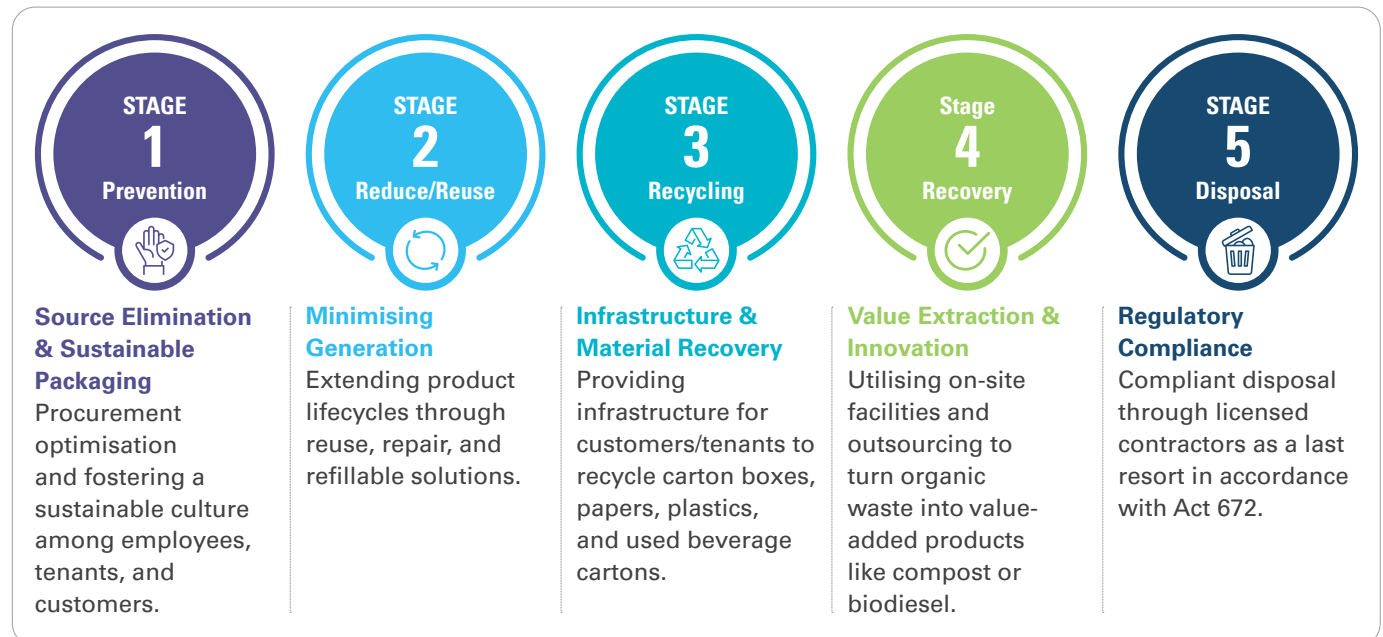 STAGE
1
Prevention
Source Elimination
& Sustainable
Packaging
Procurement
optimisation
and fostering a
sustainable culture
among employees,
tenants, and
customers.
STAGE
2
Reduce/Reuse
Minimising
Generation
Extending product
lifecycles through
reuse, repair, and
refillable solutions.
STAGE
3
Recycling
Infrastructure &
Material Recovery
Providing
infrastructure for
customers/tenants to
recycle carton boxes,
papers, plastics,
and used beverage
cartons.
Stage
4
Recovery
Value Extraction &
Innovation
Utilising on-site
facilities and
outsourcing to
turn organic
waste into value-
added products
like compost or
biodiesel.
STAGE
5
Disposal
Regulatory
Compliance
Compliant disposal
through licensed
contractors as a last
resort in accordance
with Act 672.